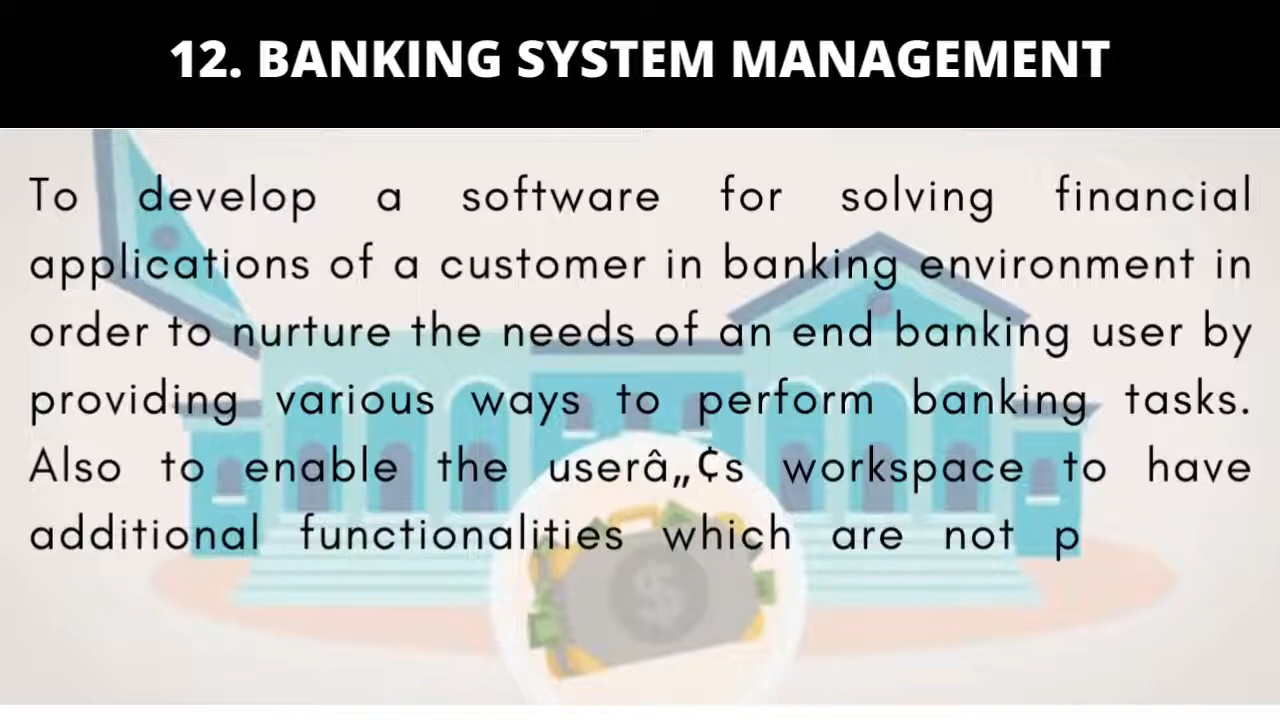 12. BANKING SYSTEM MANAGEMENT
To develop a software for solving financial
applications of a customer in banking environment in
order to nurture the needs of an end banking user by
providing various ways to perform banking tasks.
Also to enable the userâ„¢s workspace to have
additional functionalities which are not p
$